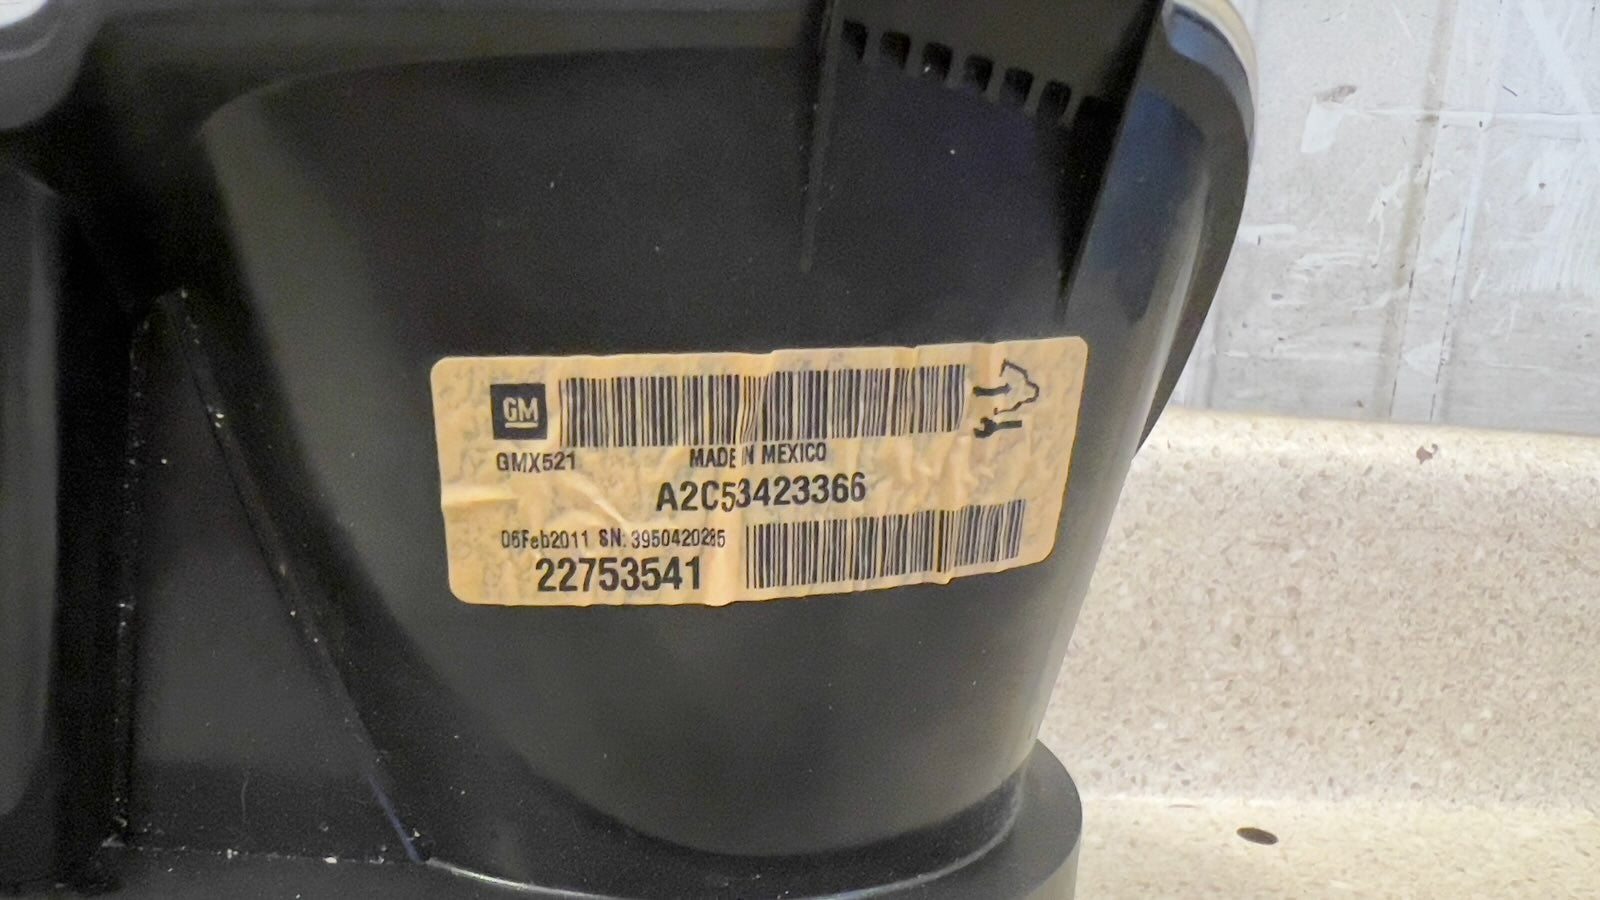 GM
GMX521
MADE IN MEXICO
A2C53423366
06Feb2011 SN: 3950420285
22753541